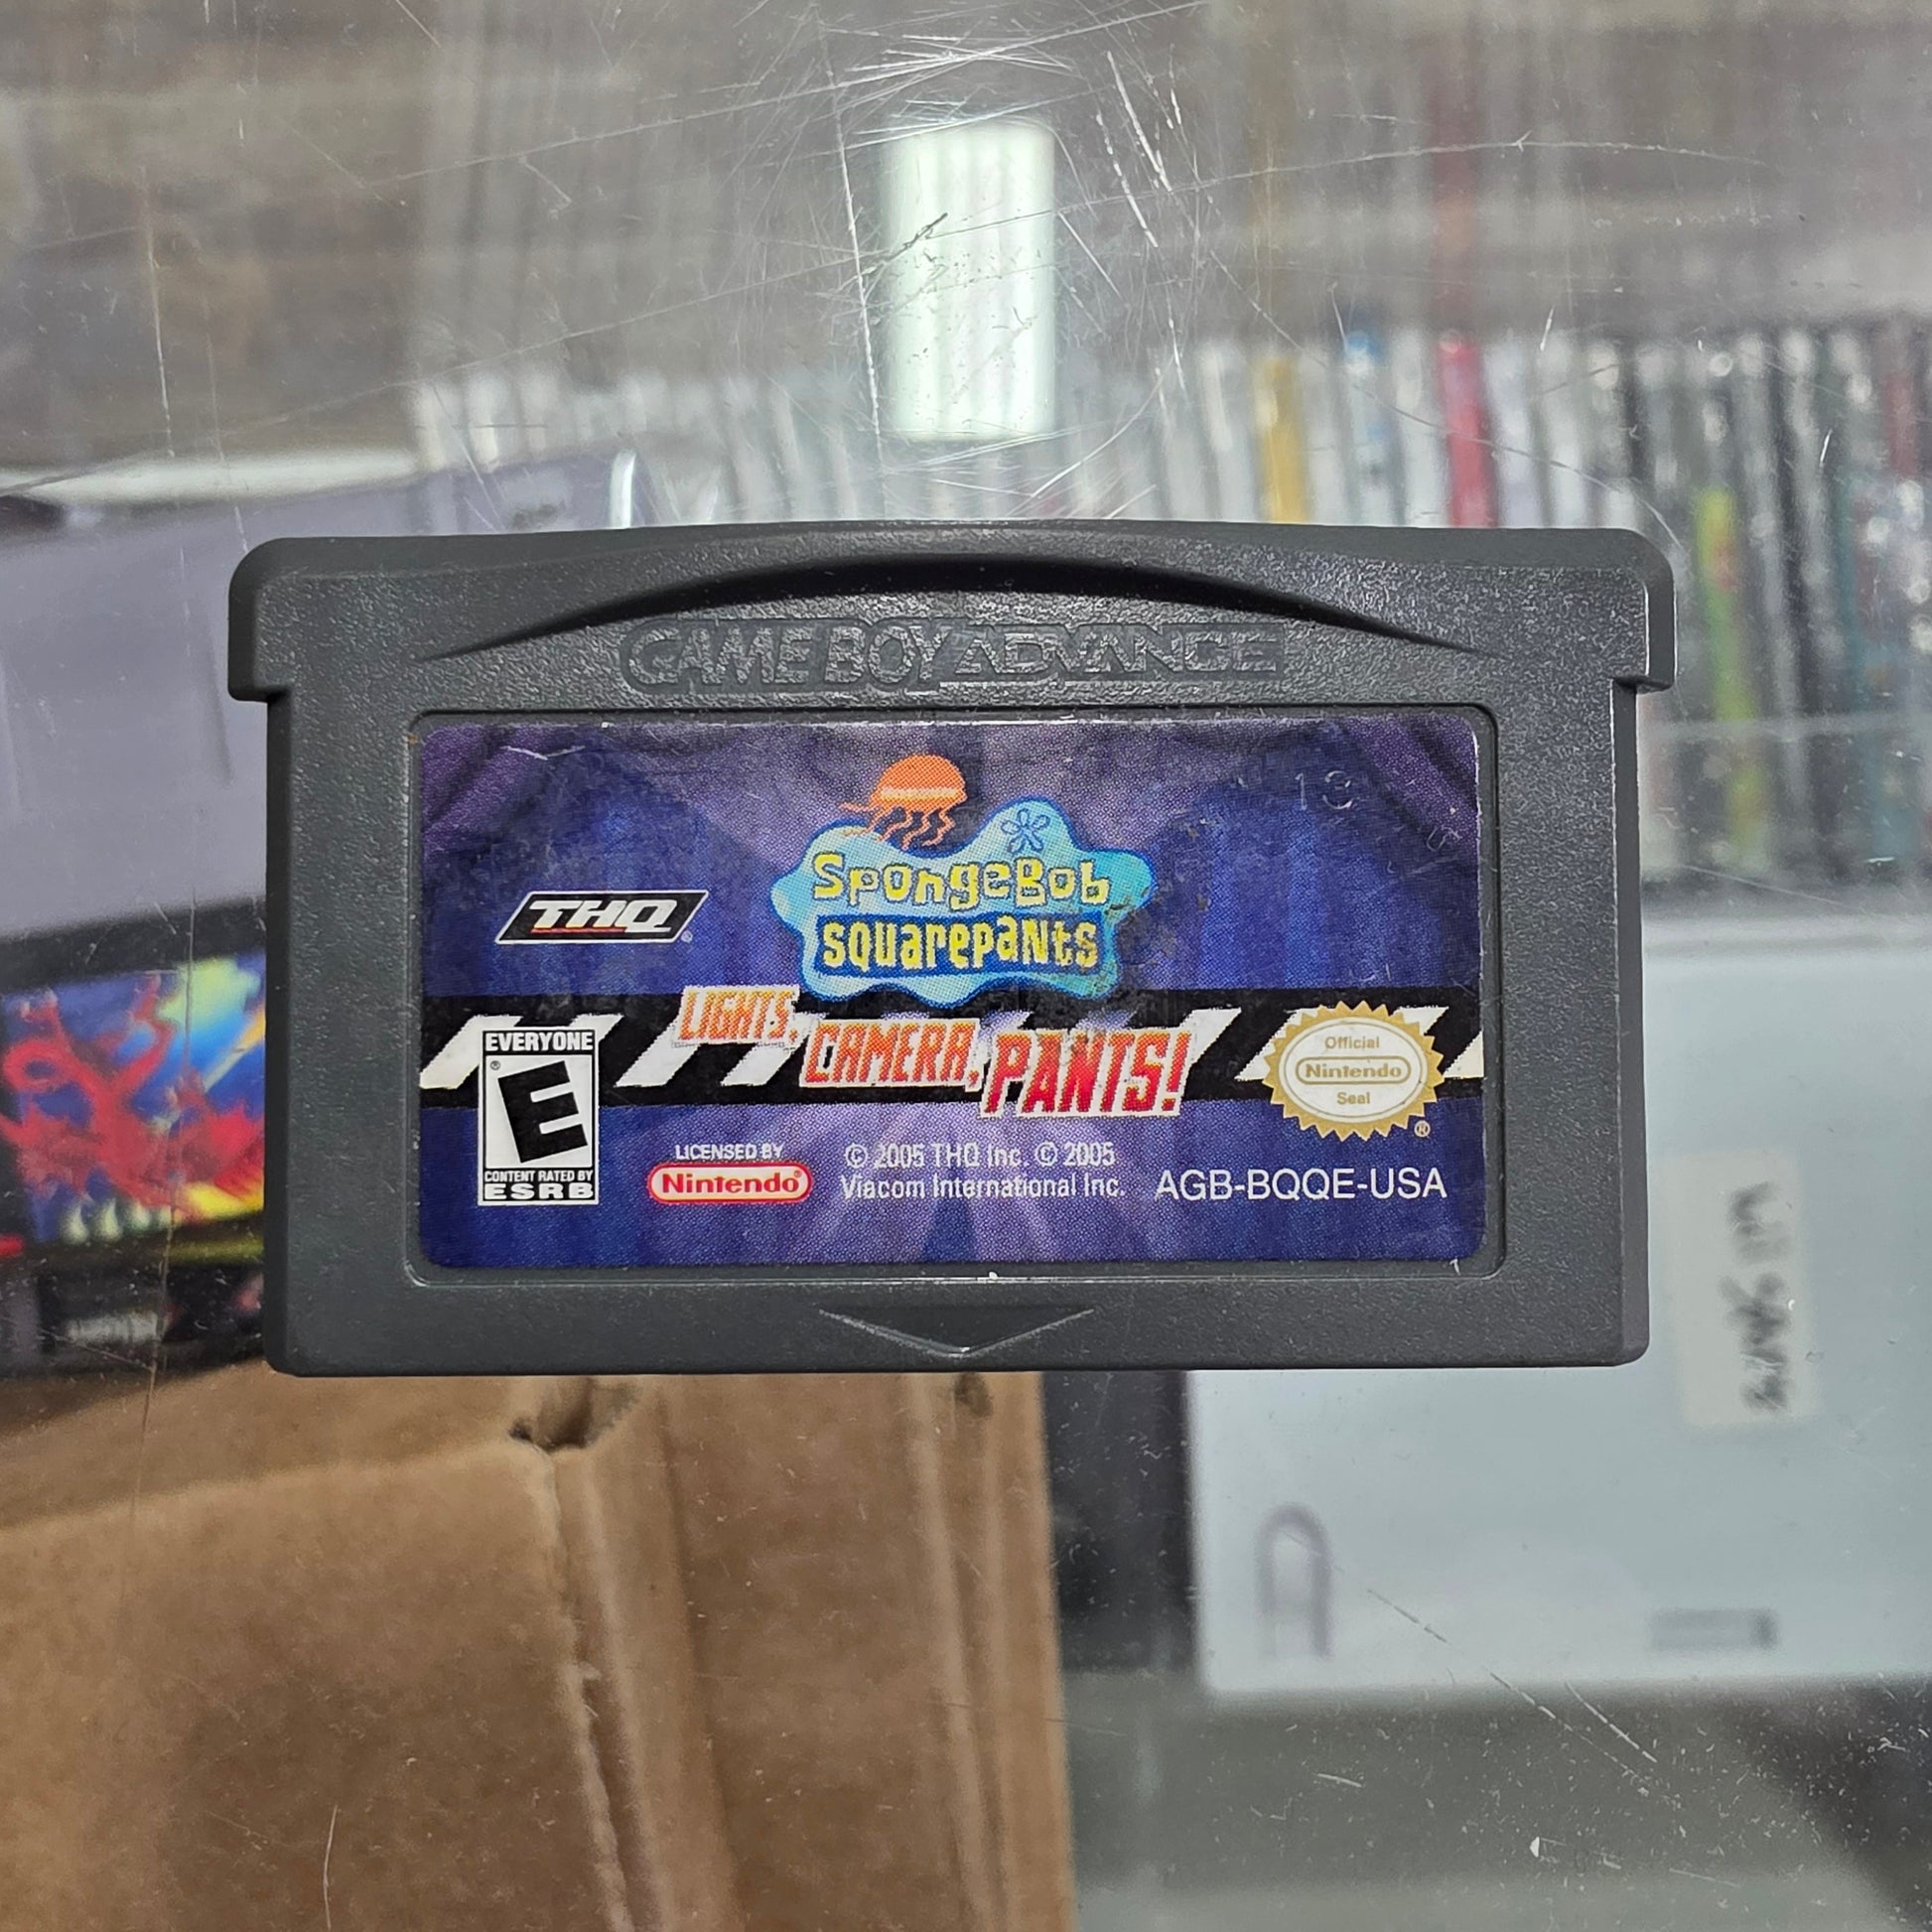 GAME BOY ADVANCE
13
SpongeBob
squarepants
THQ®
LIGHTS,
CAMERA,
PANTS!
EVERYONE
E®
CONTENT RATED BY
ESRB
Official
Nintendo
Seal
®
LICENSED BY
Nintendo®
© 2005 THQ Inc. © 2005
Viacom International Inc.
AGB-BQQE-USA